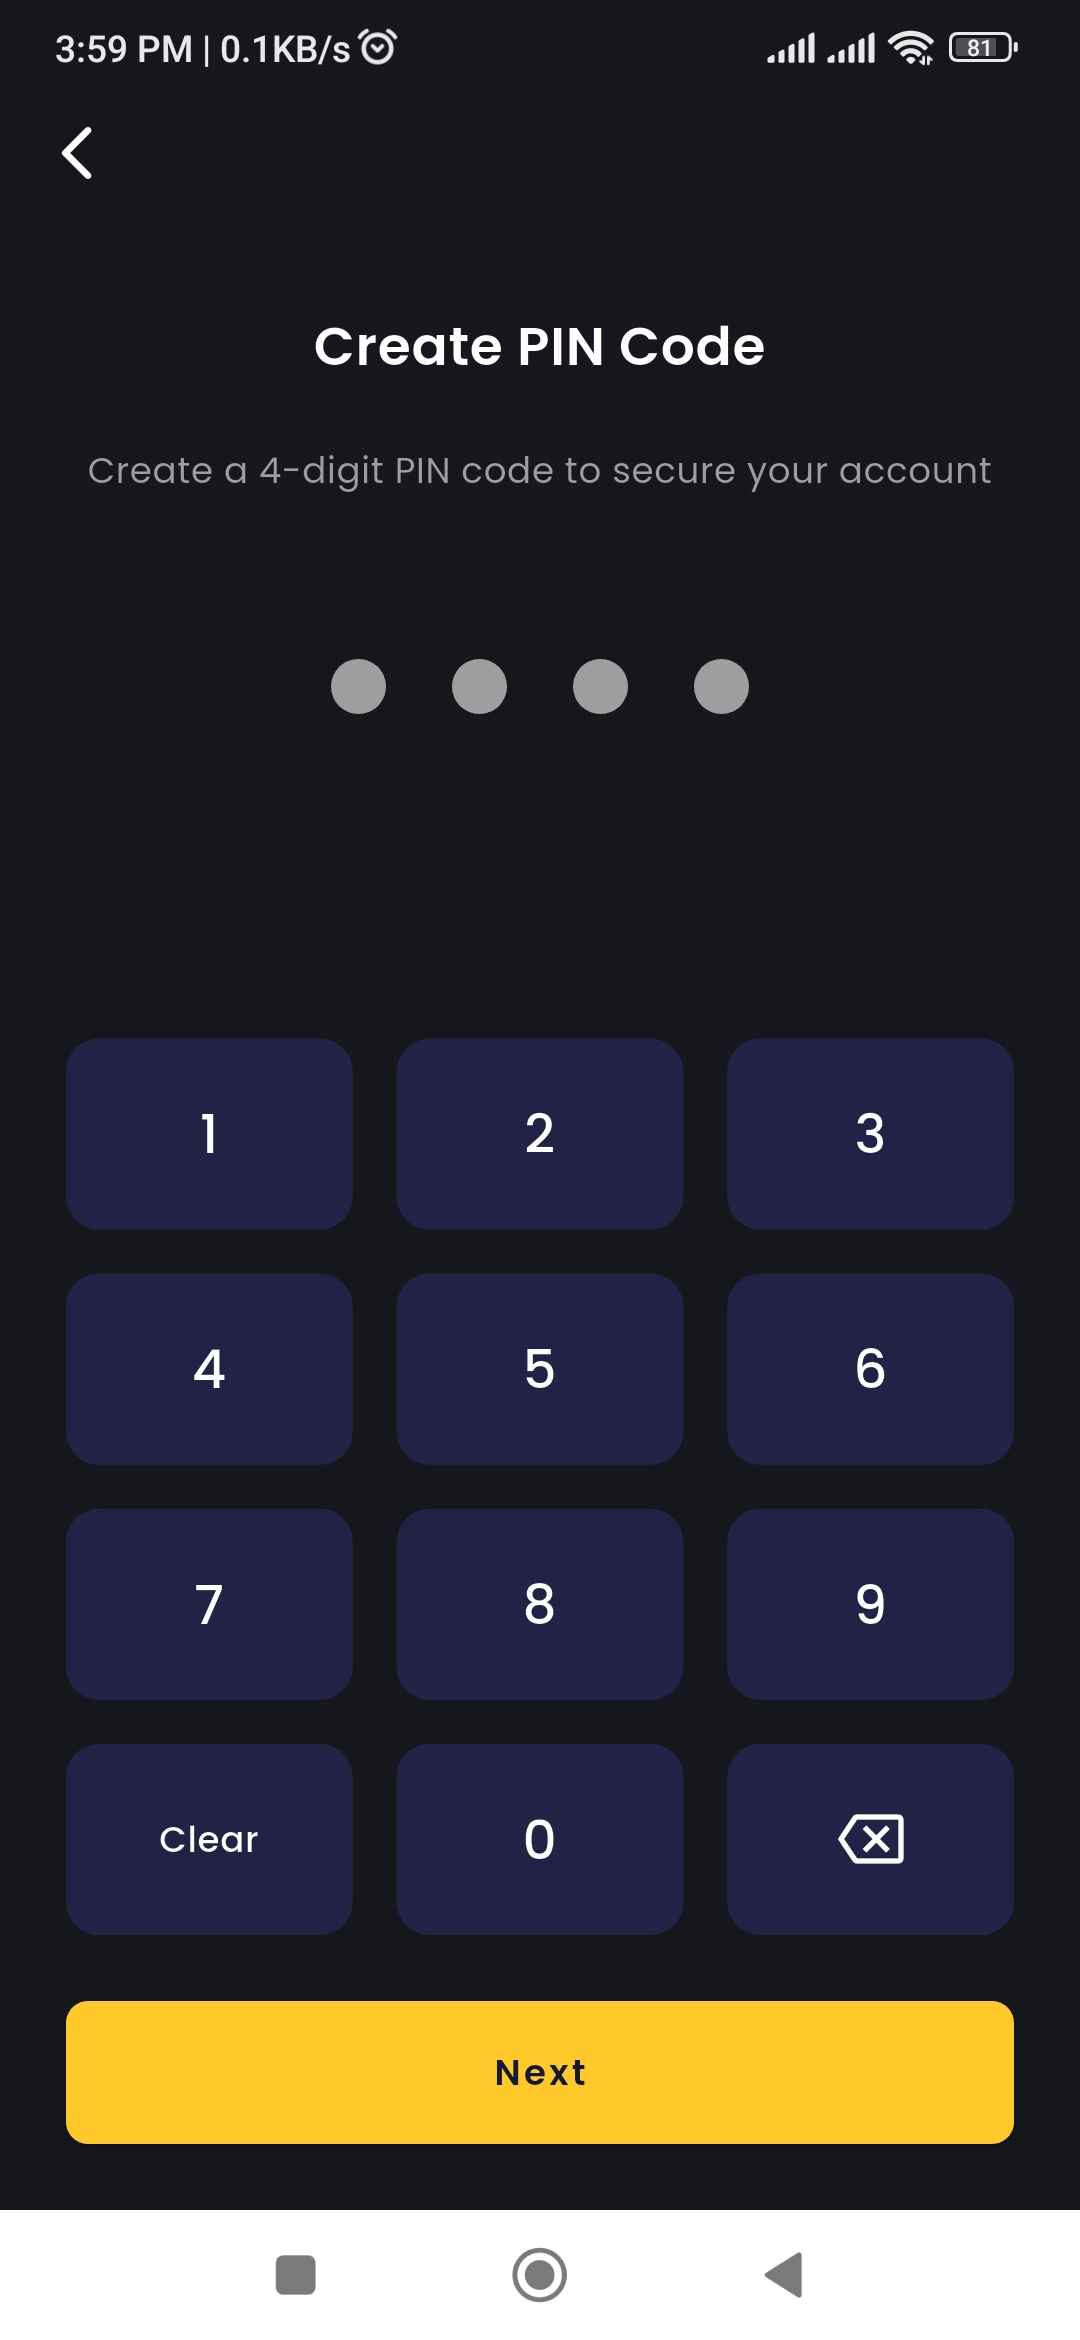 3:59 PM | 0.1KB/s 81
Create PIN Code
Create a 4-digit PIN code to secure your account
1 2 3
4 5 6
7 8 9
Clear 0
Next